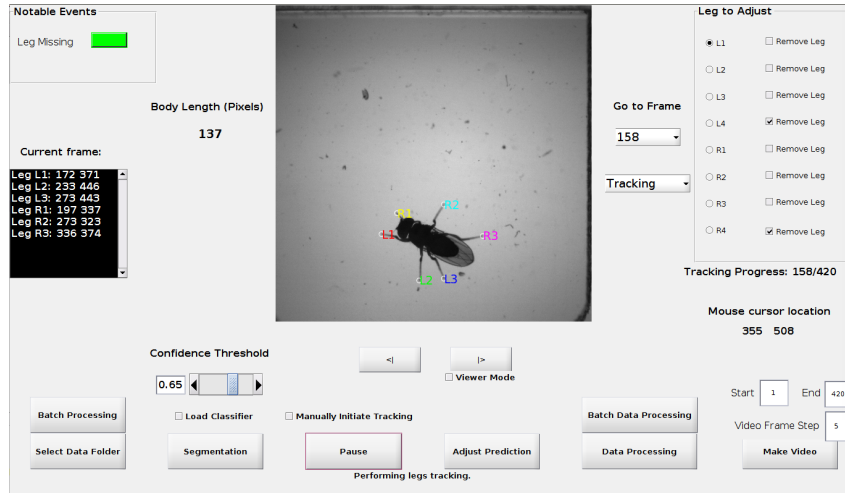 Notable Events
Leg Missing
Body Length (Pixels)
137
Current frame:
Leg L1: 172 371
Leg L2: 233 446
Leg L3: 273 443
Leg R1: 197 337
Leg R2: 273 323
Leg R3: 336 374
R1
R2
L1
R3
L2
L3
Go to Frame
158
Tracking
Leg to Adjust
L1 Remove Leg
L2 Remove Leg
L3 Remove Leg
L4 Remove Leg
R1 Remove Leg
R2 Remove Leg
R3 Remove Leg
R4 Remove Leg
Tracking Progress: 158/420
Mouse cursor location
355 508
Confidence Threshold
0.65
<|
|>
Viewer Mode
Start 1 End 420
Batch Processing
Load Classifier
Manually Initiate Tracking
Batch Data Processing
Video Frame Step 5
Select Data Folder
Segmentation
Pause
Adjust Prediction
Data Processing
Make Video
Performing legs tracking.